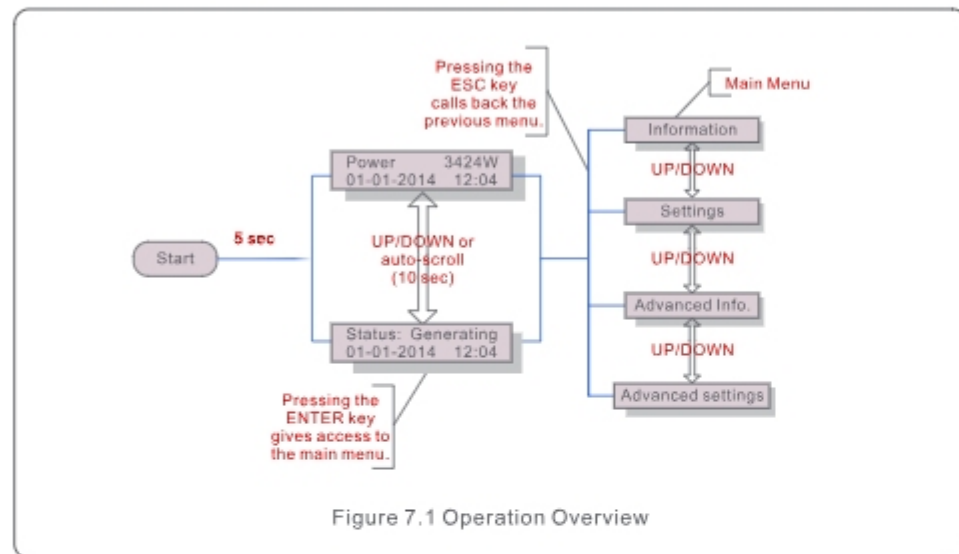 Pressing the
ESC key
calls back the
previous menu.
Main Menu
Information
UP/DOWN
Settings
UP/DOWN
Advanced Info.
UP/DOWN
Advanced settings
Power 3424W
01-01-2014 12:04
5 sec
Start
UP/DOWN or
auto-scroll
(10 sec)
Status: Generating
01-01-2014 12:04
Pressing the
ENTER key
gives access to
the main menu.
Figure 7.1 Operation Overview